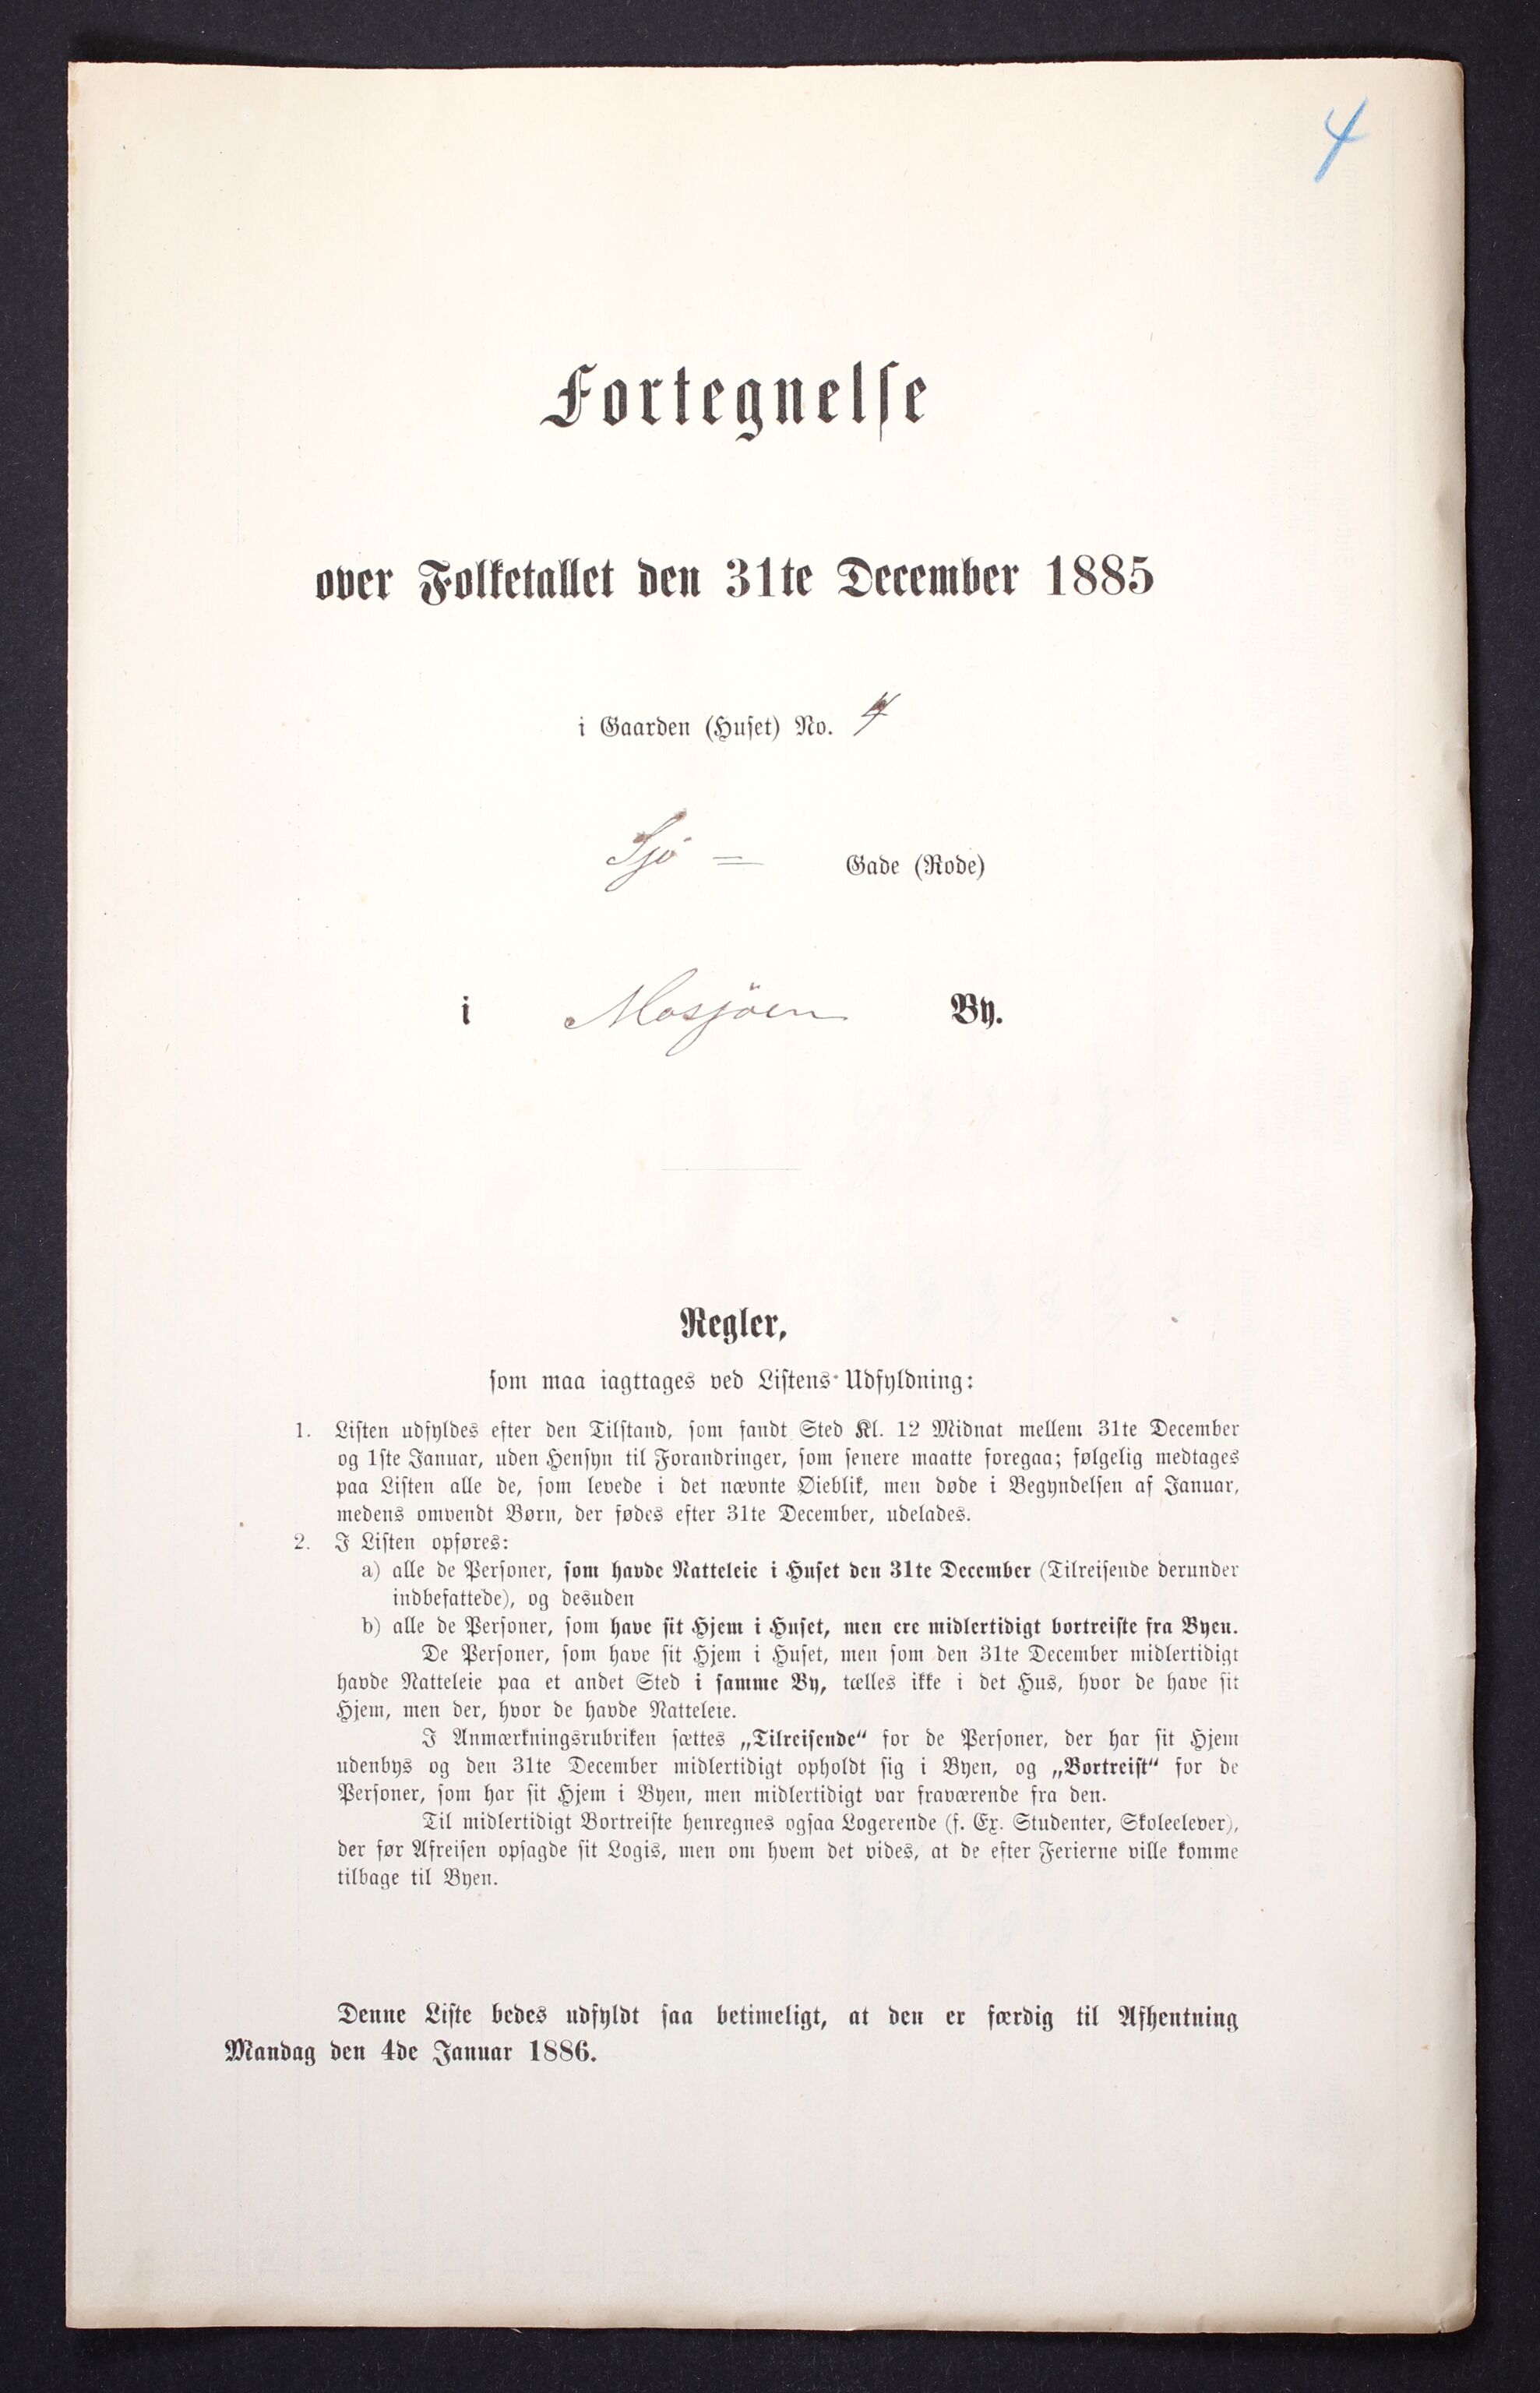 4
Fortegnelse
over Folketallet den 31te December 1885
i Gaarden (Huset) No. 4
Sjö = Gade (Rode)
i Mosjöen By.
Regler,
som maa iagttages ved Listens Udfyldning:
1. Listen udfyldes efter den Tilstand, som fandt Sted Kl. 12 Midnat mellem 31te December
og 1ste Januar, uden Hensyn til Forandringer, som senere maatte foregaa; følgelig medtages
paa Listen alle de, som levede i det nævnte Øieblik, men døde i Begyndelsen af Januar,
medens omvendt Børn, der fødes efter 31te December, udelades.
2. I Listen opføres:
a) alle de Personer, som havde Natteleie i Huset den 31te December (Tilreisende derunder
indbefattede), og desuden
b) alle de Personer, som have sit Hjem i Huset, men ere midlertidigt bortreiste fra Byen.
De Personer, som have sit Hjem i Huset, men som den 31te December midlertidigt
havde Natteleie paa et andet Sted i samme By, tælles ikke i det Hus, hvor de have sit
Hjem, men der, hvor de havde Natteleie.
I Anmærkningsrubriken sættes „Tilreisende“ for de Personer, der har sit Hjem
udenbys og den 31te December midlertidigt opholdt sig i Byen, og „Bortreist“ for de
Personer, som har sit Hjem i Byen, men midlertidigt var fraværende fra den.
Til midlertidigt Bortreiste henregnes ogsaa Logerende (f. Ex. Studenter, Skoleelever),
der før Afreisen opsagde sit Logis, men om hvem det vides, at de efter Ferierne ville komme
tilbage til Byen.
Denne Liste bedes udfyldt saa betimeligt, at den er færdig til Afhentning
Mandag den 4de Januar 1886.